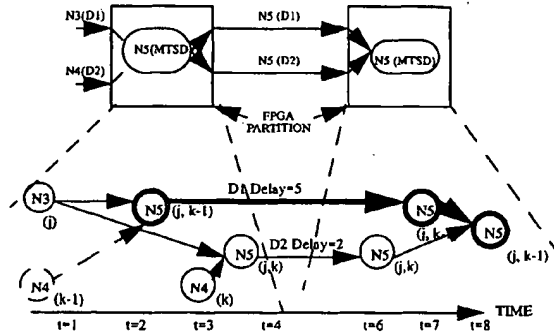 N3(D1)
N5 (D1)
N5(MTSD)
N5 (MTSD)
N4(D2)
N5 (D2)
FPGA
PARTITION
N3
(j)
N5
(j, k-1)
D1 Delay=5
N5
(j, k
N5
(j, k-1)
N5
(j,k)
D2 Delay=2
N5
(j,k)
N4
(k-1)
N4
(k)
t=1
t=2
t=3
t=4
t=6
t=7
t=8
TIME